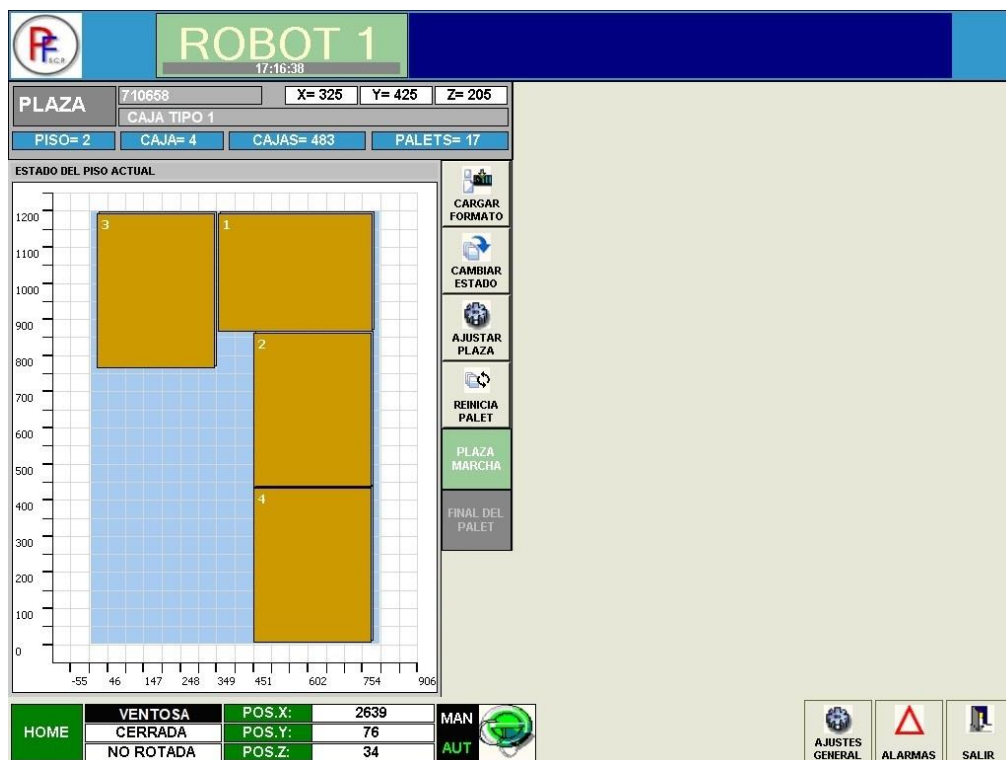 PF
S.C.P.
ROBOT 1
17:16:38
PLAZA
710658
X= 325
Y= 425
Z= 205
CAJA TIPO 1
PISO= 2
CAJA= 4
CAJAS= 483
PALETS= 17
ESTADO DEL PISO ACTUAL
1200
1100
1000
900
800
700
600
500
400
300
200
100
0
3
1
2
4
-55
46
147
248
349
451
602
754
906
CARGAR
FORMATO
CAMBIAR
ESTADO
AJUSTAR
PLAZA
REINICIA
PALET
PLAZA
MARCHA
FINAL DEL
PALET
HOME
VENTOSA
CERRADA
NO ROTADA
POS.X:
2639
POS.Y:
76
POS.Z:
34
MAN
AUT
AJUSTES
GENERAL
ALARMAS
SALIR